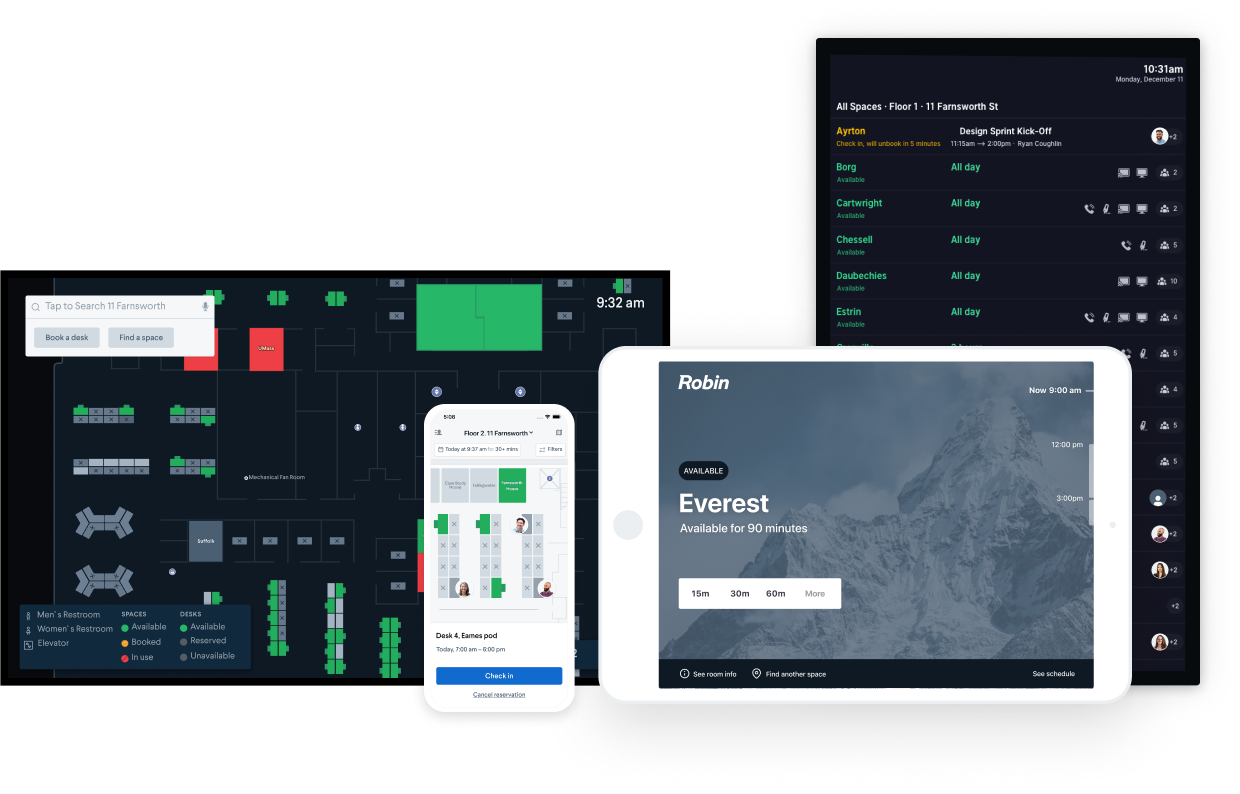 10:31am
Monday, December 11
All Spaces · Floor 1 · 11 Farnsworth St
Ayrton
Design Sprint Kick-Off
+2
Check in, will unbook in 5 minutes
11:15am → 2:00pm · Ryan Coughlin
Borg
All day
2
Available
Cartwright
All day
2
Available
Chessell
All day
5
Available
Daubechies
All day
10
Available
Estrin
All day
4
Available
5
4
5
5
+2
+2
+2
+2
+2
Tap to Search 11 Farnsworth
Book a desk
Find a space
9:32 am
UMass
Mechanical Fan Room
Suffolk
Men's Restroom
Women's Restroom
Elevator
SPACES
Available
Booked
In use
DESKS
Available
Reserved
Unavailable
2
5:08
Floor 2, 11 Farnsworth
Today at 9:37 am for 30+ mins
Filters
Farnsworth
House
Desk 4, Eames pod
Today, 7:00 am – 6:00 pm
Check in
Cancel reservation
Robin
Now 9:00 am
12:00 pm
3:00pm
AVAILABLE
Everest
Available for 90 minutes
15m
30m
60m
More
See room info
Find another space
See schedule